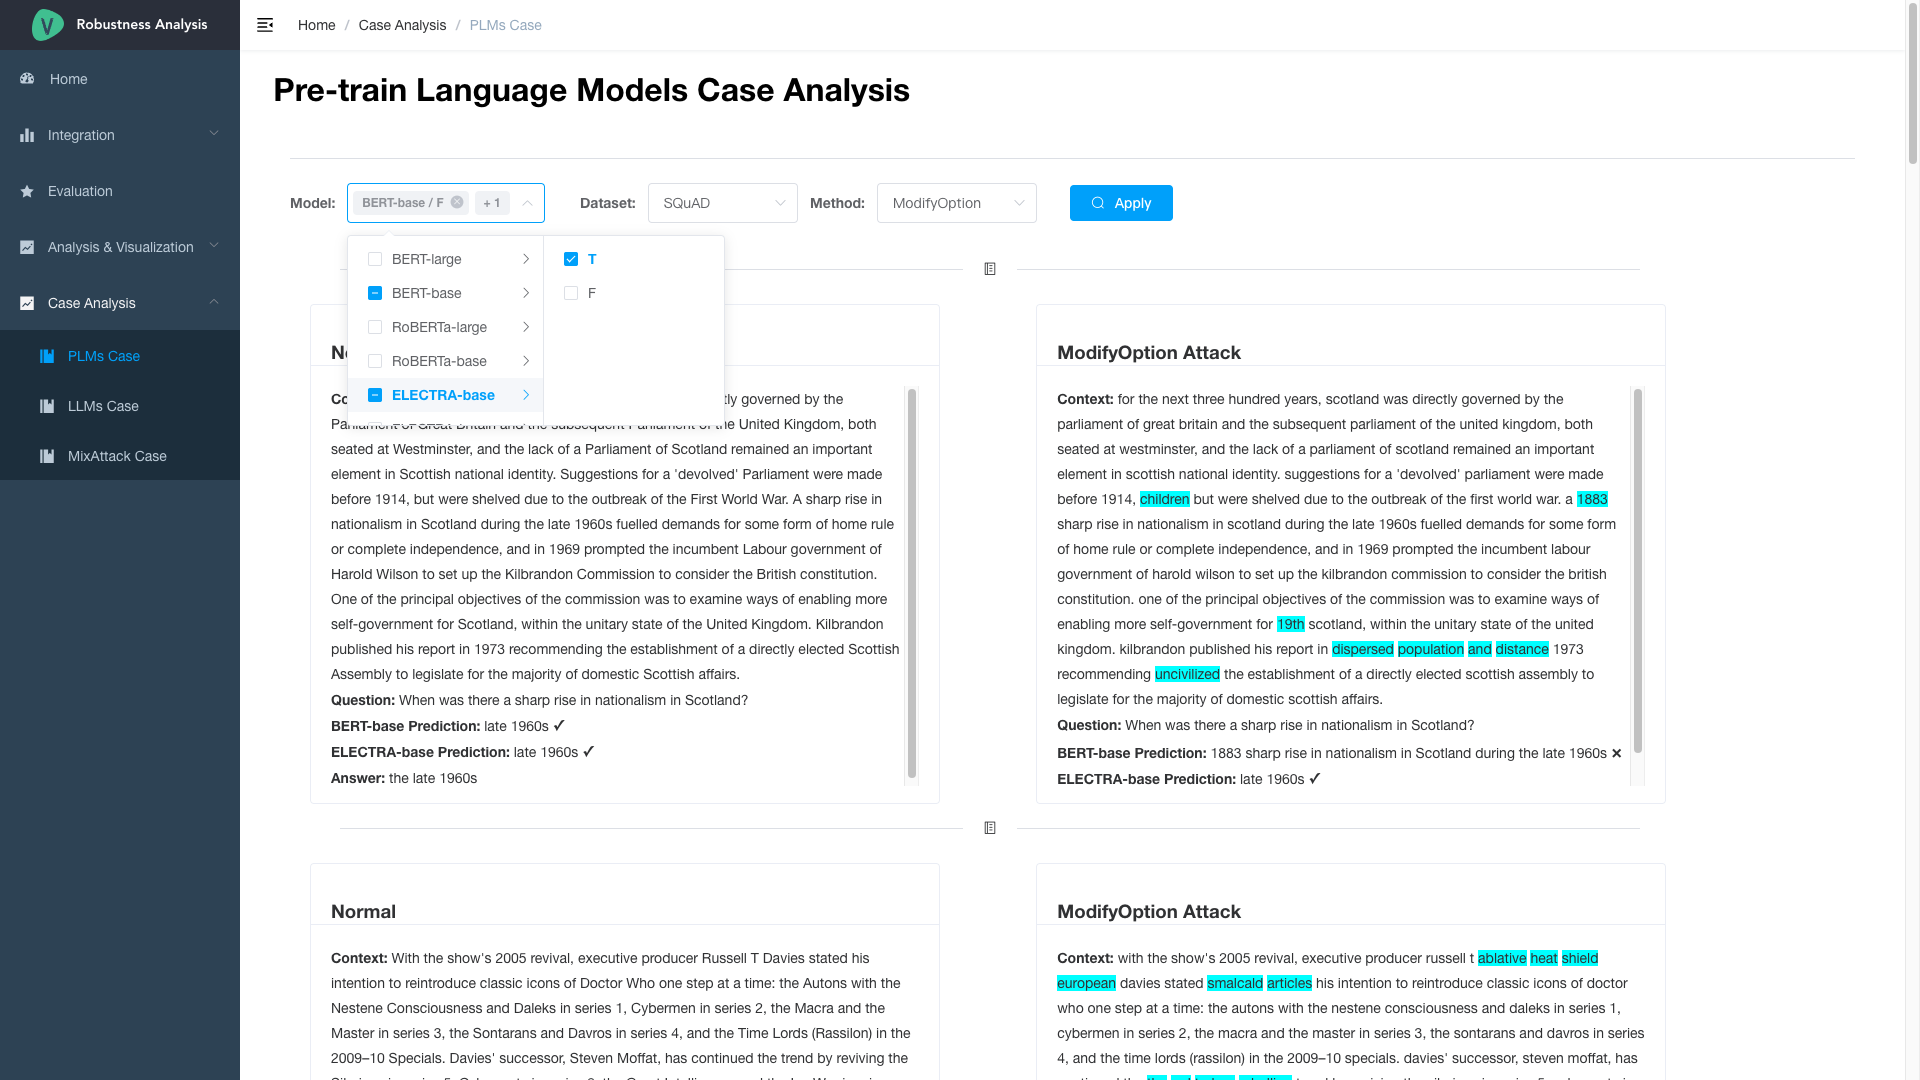 Robustness Analysis
Home / Case Analysis / PLMs Case
Home
Integration
Evaluation
Analysis & Visualization
Case Analysis
PLMs Case
LLMs Case
MixAttack Case
Pre-train Language Models Case Analysis
Model: BERT-base / F + 1 Dataset: SQuAD Method: ModifyOption Apply
BERT-large
BERT-base
RoBERTa-large
RoBERTa-base
ELECTRA-base
T
F
governed by the
the United Kingdom, both
seated at Westminster, and the lack of a Parliament of Scotland remained an important
element in Scottish national identity. Suggestions for a 'devolved' Parliament were made
before 1914, but were shelved due to the outbreak of the First World War. A sharp rise in
nationalism in Scotland during the late 1960s fuelled demands for some form of home rule
or complete independence, and in 1969 prompted the incumbent Labour government of
Harold Wilson to set up the Kilbrandon Commission to consider the British constitution.
One of the principal objectives of the commission was to examine ways of enabling more
self-government for Scotland, within the unitary state of the United Kingdom. Kilbrandon
published his report in 1973 recommending the establishment of a directly elected Scottish
Assembly to legislate for the majority of domestic Scottish affairs.
Question: When was there a sharp rise in nationalism in Scotland?
BERT-base Prediction: late 1960s ✓
ELECTRA-base Prediction: late 1960s ✓
Answer: the late 1960s
ModifyOption Attack
Context: for the next three hundred years, scotland was directly governed by the
parliament of great britain and the subsequent parliament of the united kingdom, both
seated at westminster, and the lack of a parliament of scotland remained an important
element in scottish national identity. suggestions for a 'devolved' parliament were made
before 1914, children but were shelved due to the outbreak of the first world war. a 1883
sharp rise in nationalism in scotland during the late 1960s fuelled demands for some form
of home rule or complete independence, and in 1969 prompted the incumbent labour
government of harold wilson to set up the kilbrandon commission to consider the british
constitution. one of the principal objectives of the commission was to examine ways of
enabling more self-government for 19th scotland, within the unitary state of the united
kingdom. kilbrandon published his report in dispersed population and distance 1973
recommending uncivilized the establishment of a directly elected scottish assembly to
legislate for the majority of domestic scottish affairs.
Question: When was there a sharp rise in nationalism in Scotland?
BERT-base Prediction: 1883 sharp rise in nationalism in Scotland during the late 1960s ×
ELECTRA-base Prediction: late 1960s ✓
Normal
Context: With the show's 2005 revival, executive producer Russell T Davies stated his
intention to reintroduce classic icons of Doctor Who one step at a time: the Autons with the
Nestene Consciousness and Daleks in series 1, Cybermen in series 2, the Macra and the
Master in series 3, the Sontarans and Davros in series 4, and the Time Lords (Rassilon) in the
2009–10 Specials. Davies' successor, Steven Moffat, has continued the trend by reviving the
ModifyOption Attack
Context: with the show's 2005 revival, executive producer russell t ablative heat shield
european davies stated smalcald articles his intention to reintroduce classic icons of doctor
who one step at a time: the autons with the nestene consciousness and daleks in series 1,
cybermen in series 2, the macra and the master in series 3, the sontarans and davros in series
4, and the time lords (rassilon) in the 2009–10 specials. davies' successor, steven moffat, has